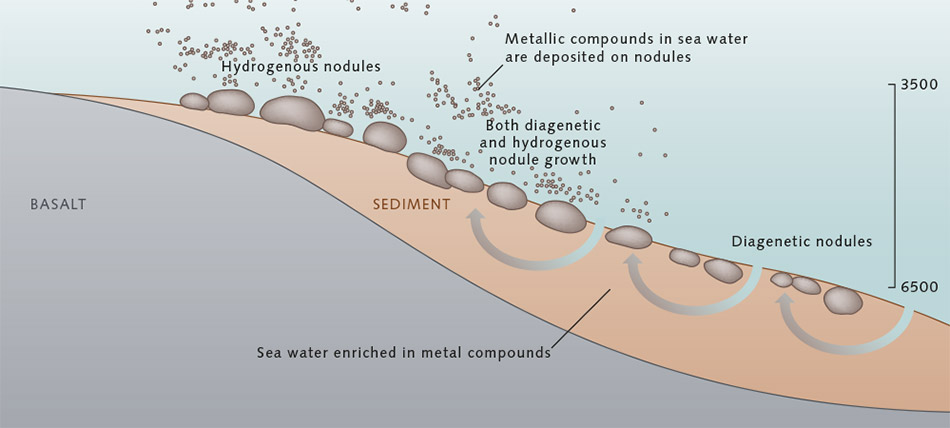 Metallic compounds in sea water
are deposited on nodules
Hydrogenous nodules
3500
Both diagenetic
and hydrogenous
nodule growth
BASALT
SEDIMENT
Diagenetic nodules
6500
Sea water enriched in metal compounds